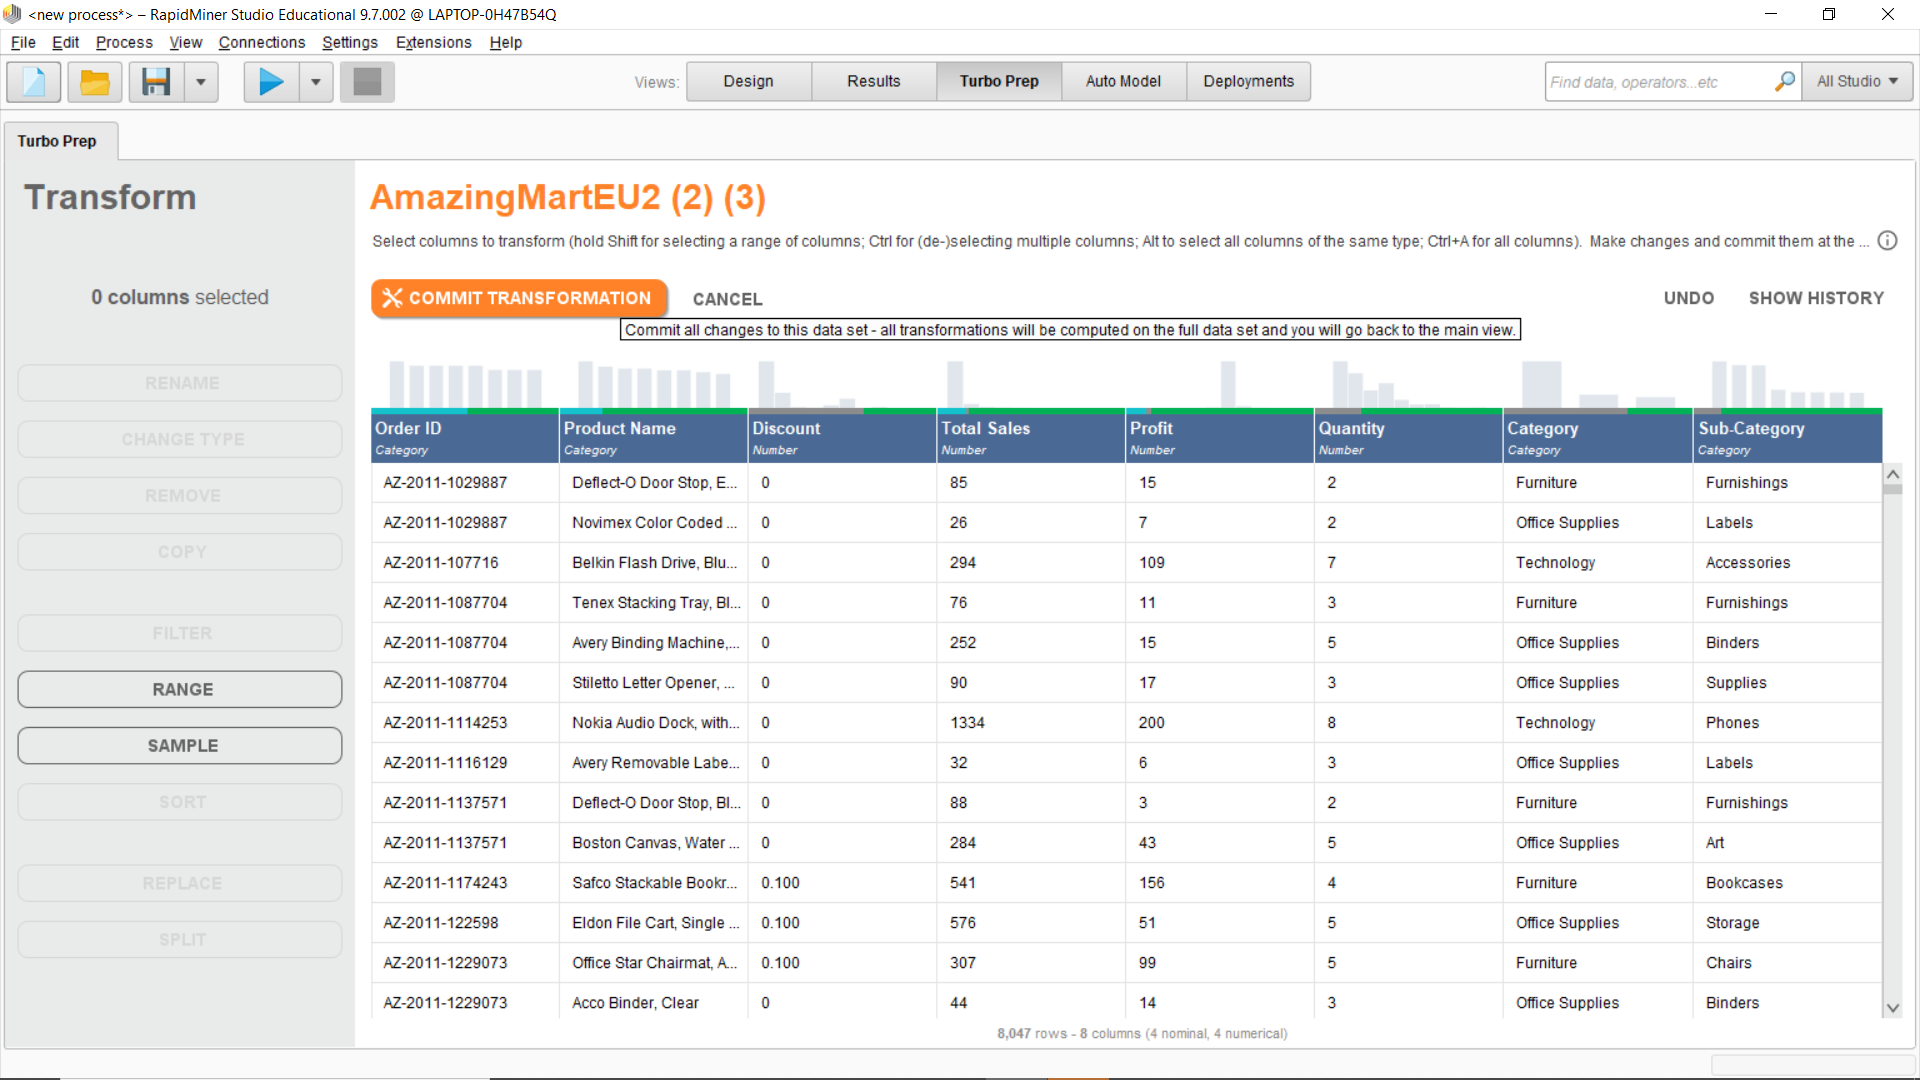 <new process*> – RapidMiner Studio Educational 9.7.002 @ LAPTOP-0H47B54Q
File Edit Process View Connections Settings Extensions Help
Views: Design Results Turbo Prep Auto Model Deployments Find data, operators...etc All Studio
Turbo Prep
Transform
AmazingMartEU2 (2) (3)
Select columns to transform (hold Shift for selecting a range of columns; Ctrl for (de-)selecting multiple columns; Alt to select all columns of the same type; Ctrl+A for all columns). Make changes and commit them at the ...
0 columns selected
COMMIT TRANSFORMATION CANCEL UNDO SHOW HISTORY
Commit all changes to this data set - all transformations will be computed on the full data set and you will go back to the main view.
RENAME
CHANGE TYPE
REMOVE
COPY
FILTER
RANGE
SAMPLE
SORT
REPLACE
SPLIT
Order ID Product Name Discount Total Sales Profit Quantity Category Sub-Category
Category Category Number Number Number Number Category Category
AZ-2011-1029887 Deflect-O Door Stop, E... 0 85 15 2 Furniture Furnishings
AZ-2011-1029887 Novimex Color Coded ... 0 26 7 2 Office Supplies Labels
AZ-2011-107716 Belkin Flash Drive, Blu... 0 294 109 7 Technology Accessories
AZ-2011-1087704 Tenex Stacking Tray, Bl... 0 76 11 3 Furniture Furnishings
AZ-2011-1087704 Avery Binding Machine,... 0 252 15 5 Office Supplies Binders
AZ-2011-1087704 Stiletto Letter Opener, ... 0 90 17 3 Office Supplies Supplies
AZ-2011-1114253 Nokia Audio Dock, with... 0 1334 200 8 Technology Phones
AZ-2011-1116129 Avery Removable Labe... 0 32 6 3 Office Supplies Labels
AZ-2011-1137571 Deflect-O Door Stop, Bl... 0 88 3 2 Furniture Furnishings
AZ-2011-1137571 Boston Canvas, Water ... 0 284 43 5 Office Supplies Art
AZ-2011-1174243 Safco Stackable Bookr... 0.100 541 156 4 Furniture Bookcases
AZ-2011-122598 Eldon File Cart, Single ... 0.100 576 51 5 Office Supplies Storage
AZ-2011-1229073 Office Star Chairmat, A... 0.100 307 99 5 Furniture Chairs
AZ-2011-1229073 Acco Binder, Clear 0 44 14 3 Office Supplies Binders
8,047 rows - 8 columns (4 nominal, 4 numerical)